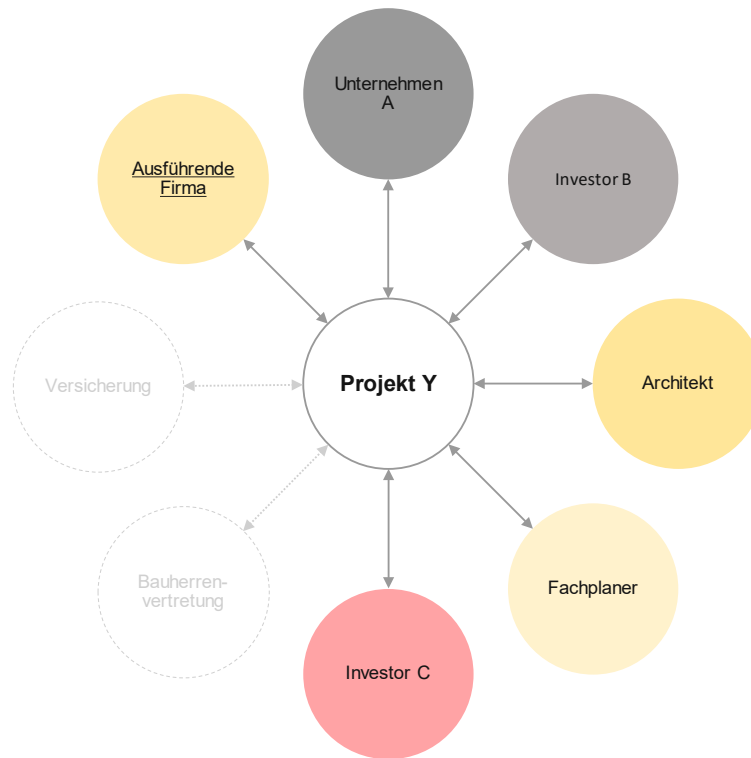 Unternehmen
A
Ausführende
Firma
Investor B
Versicherung
Projekt Y
Architekt
Bauherren-
vertretung
Fachplaner
Investor C